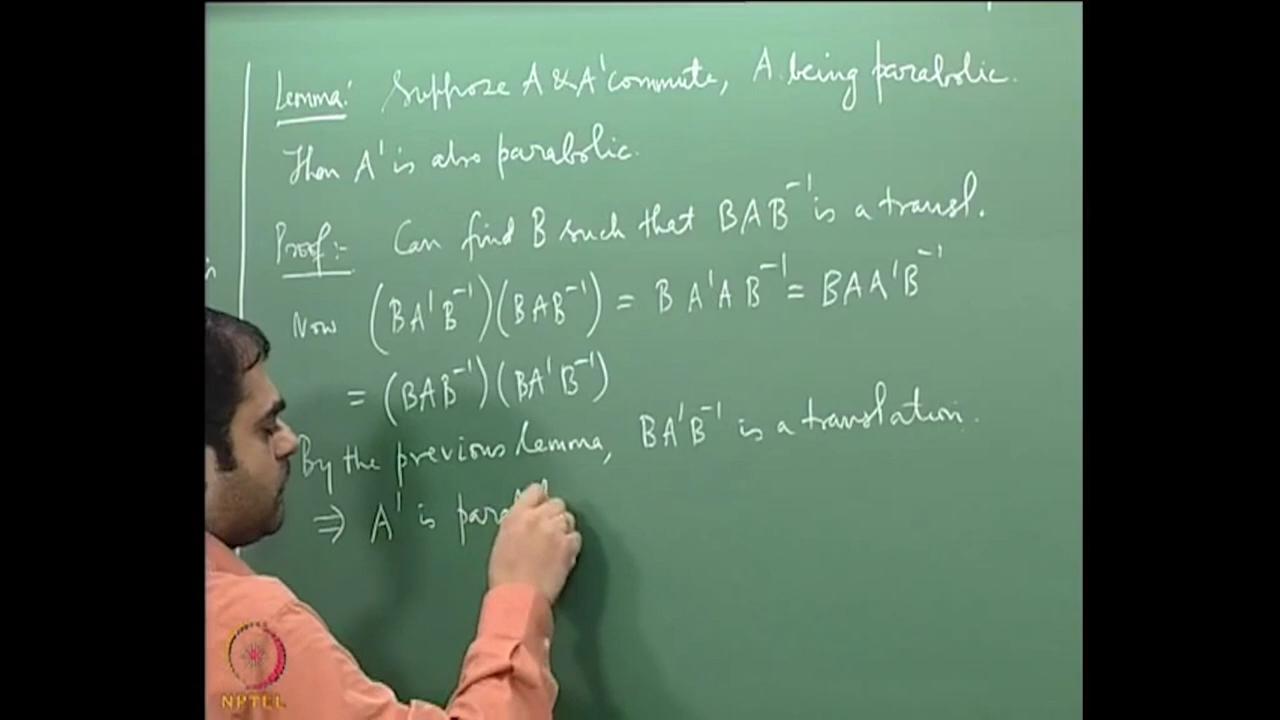 Lemma: Suppose A & A' commute, A being parabolic.
Then A' is also parabolic.
Proof:- Can find B such that BAB⁻¹ is a transl.
Now (BA'B⁻¹)(BAB⁻¹) = BA'AB⁻¹ = BAA'B⁻¹
= (BAB⁻¹)(BA'B⁻¹)
By the previous lemma, BA'B⁻¹ is a translation.
⇒ A' is para
NPTEL